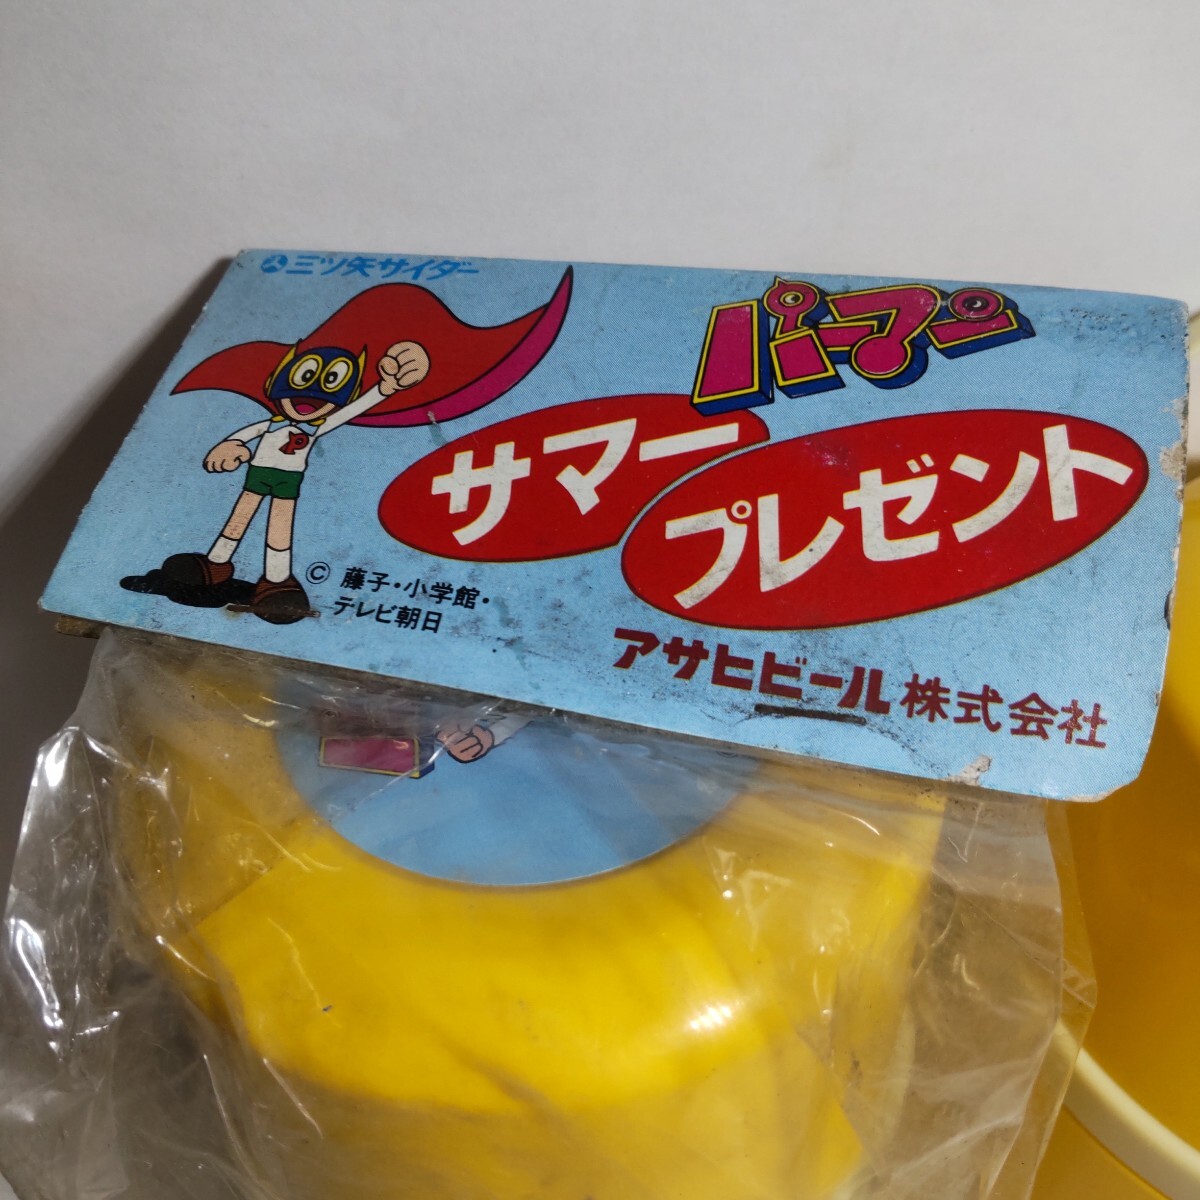 三ツ矢サイダー
パーマン
サマー
プレゼント
P
© 藤子・小学館・
テレビ朝日
アサヒビール株式会社